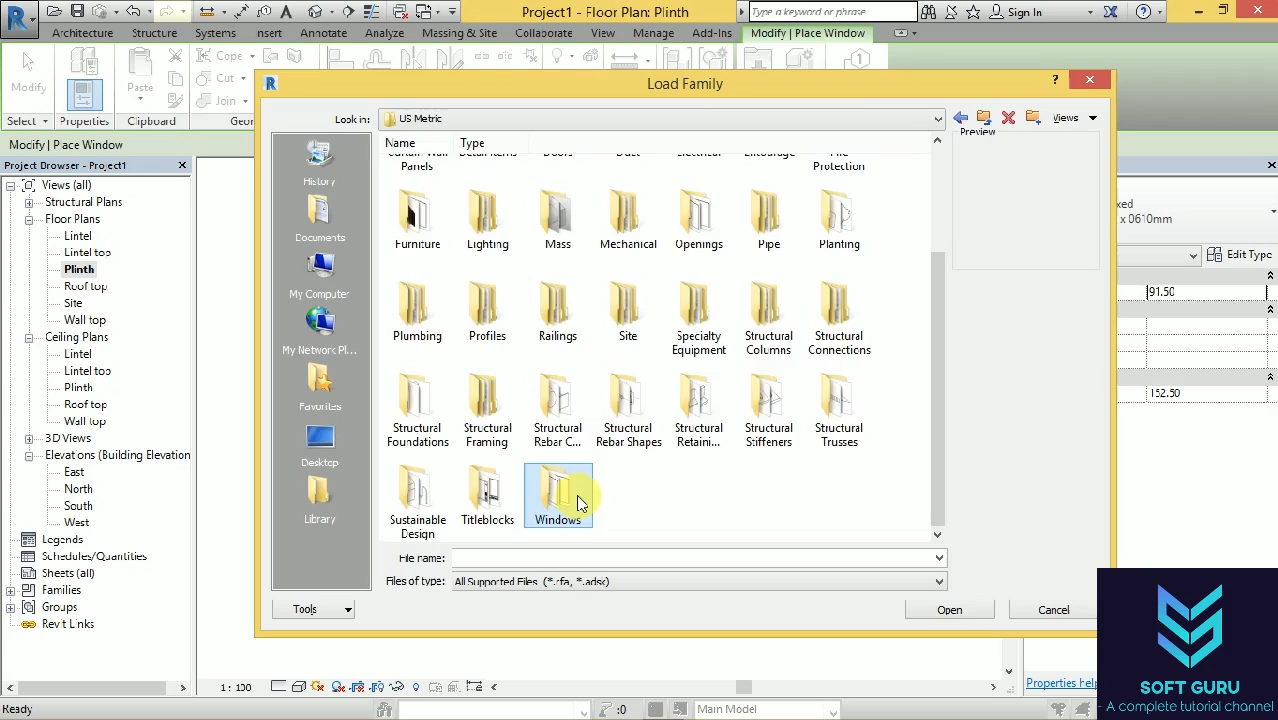 Project1 - Floor Plan: Plinth
Type a keyword or phrase
Sign In
Architecture
Structure
Systems
Insert
Annotate
Analyze
Massing & Site
Collaborate
View
Manage
Add-Ins
Modify | Place Window
Modify
Select
Properties
Paste
Clipboard
Cope
Cut
Join
Modify | Place Window
Project Browser - Project1
Views (all)
Structural Plans
Floor Plans
Lintel
Lintel top
Plinth
Roof top
Site
Wall top
Ceiling Plans
Lintel
Lintel top
Plinth
Roof top
Wall top
3D Views
Elevations (Building Elevation
East
North
South
West
Legends
Schedules/Quantities
Sheets (all)
Families
Groups
Revit Links
Load Family
Look in:
US Metric
Views
Preview
History
Documents
My Computer
My Network Pl...
Favorites
Desktop
Library
Name
Type
Panels
Protection
Furniture
Lighting
Mass
Mechanical
Openings
Pipe
Planting
Plumbing
Profiles
Railings
Site
Specialty
Equipment
Structural
Columns
Structural
Connections
Structural
Foundations
Structural
Framing
Structural
Rebar C...
Structural
Rebar Shapes
Structural
Retaini...
Structural
Stiffeners
Structural
Trusses
Sustainable
Design
Titleblocks
Windows
File name:
Files of type:
All Supported Files (*.rfa, *.adsk)
Tools
Open
Cancel
x 0610mm
Edit Type
91.50
152.50
Properties help
1 : 100
Ready
:0
Main Model
SOFT GURU
- A complete tutorial channel